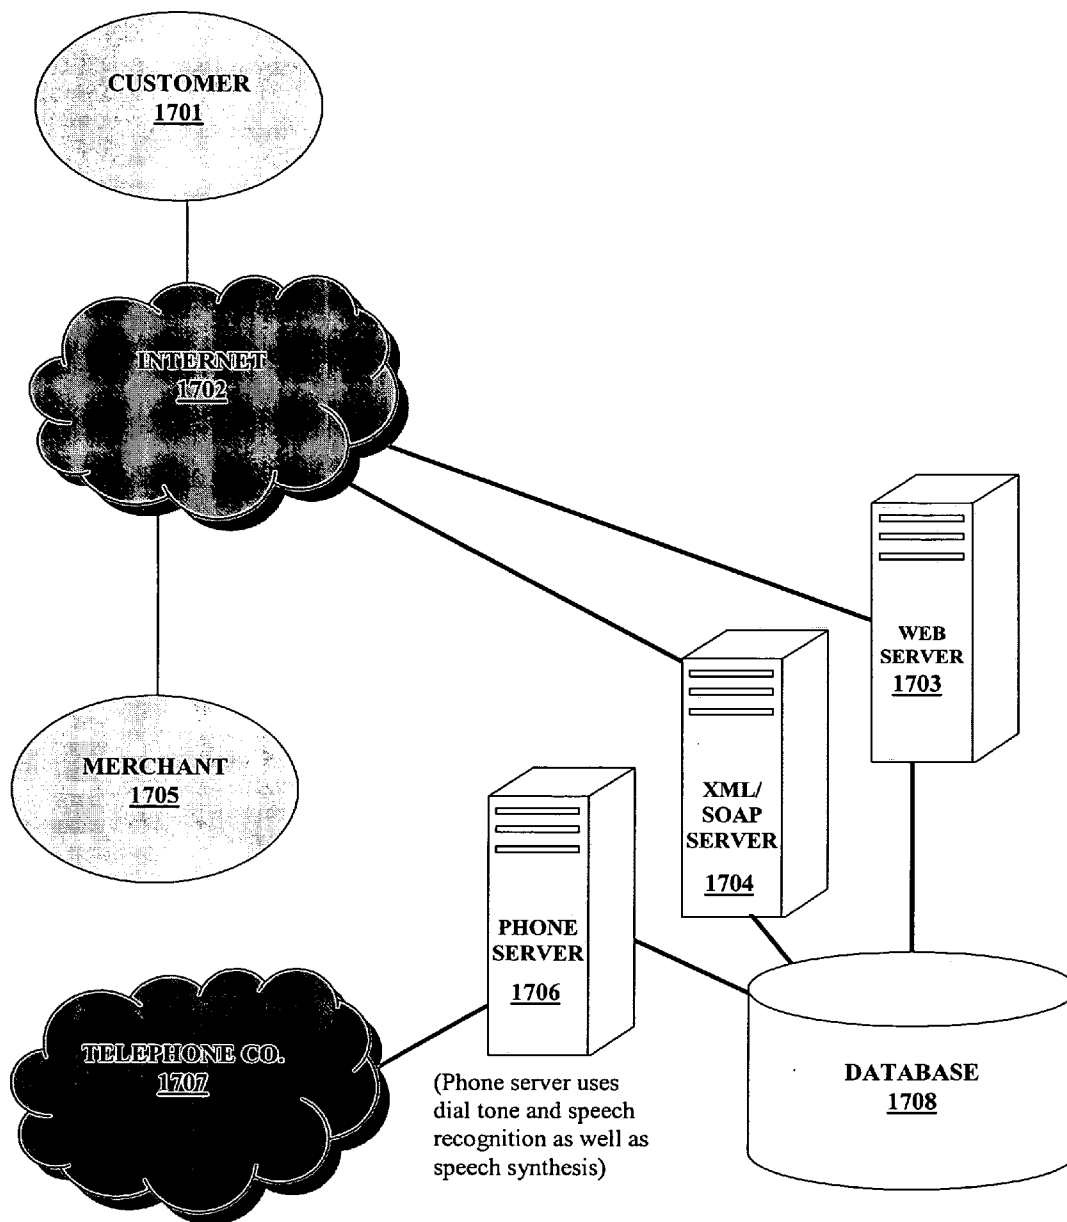 CUSTOMER
1701
INTERNET
1702
WEB
SERVER
1703
MERCHANT
1705
XML/
SOAP
SERVER
1704
PHONE
SERVER
1706
TELEPHONE CO.
1707
(Phone server uses
dial tone and speech
recognition as well as
speech synthesis)
DATABASE
1708